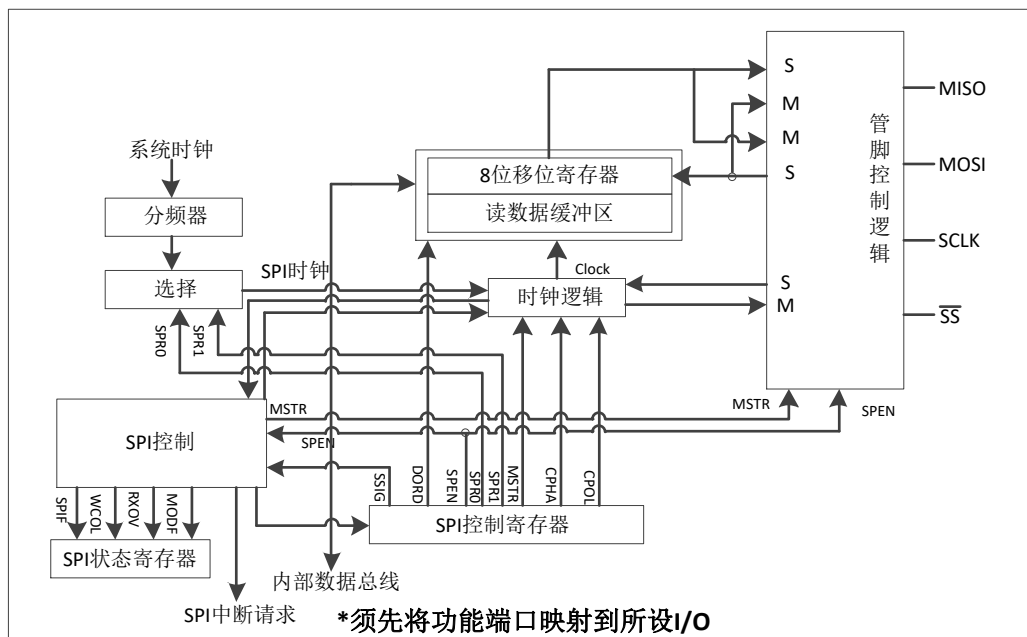 S
MISO
M
管脚控制逻辑
系统时钟
M
8位移位寄存器
S
MOSI
分频器
读数据缓冲区
SPI时钟
Clock
SCLK
选择
时钟逻辑
S
M
SS
SPR0
SPR1
MSTR
MSTR
SPEN
SPI控制
SPEN
SSIG
DORD
SPEN
SPR0
SPR1
MSTR
CPHA
CPOL
SPIF
WCOL
RXOV
MODF
SPI控制寄存器
SPI状态寄存器
内部数据总线
SPI中断请求
*须先将功能端口映射到所设I/O